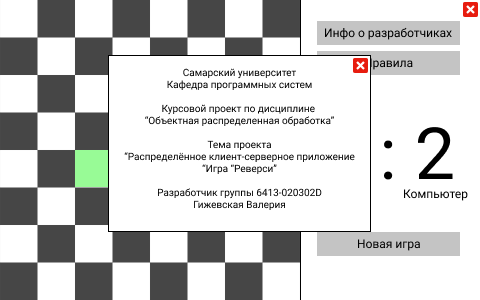 Инфо о разработчиках
равила
Самарский университет
Кафедра программных систем
Курсовой проект по дисциплине
“Объектная распределенная обработка”
Тема проекта
“Распределённое клиент-серверное приложение
“Игра “Реверси”
Разработчик группы 6413-020302D
Гижевская Валерия
: 2
Компьютер
Новая игра